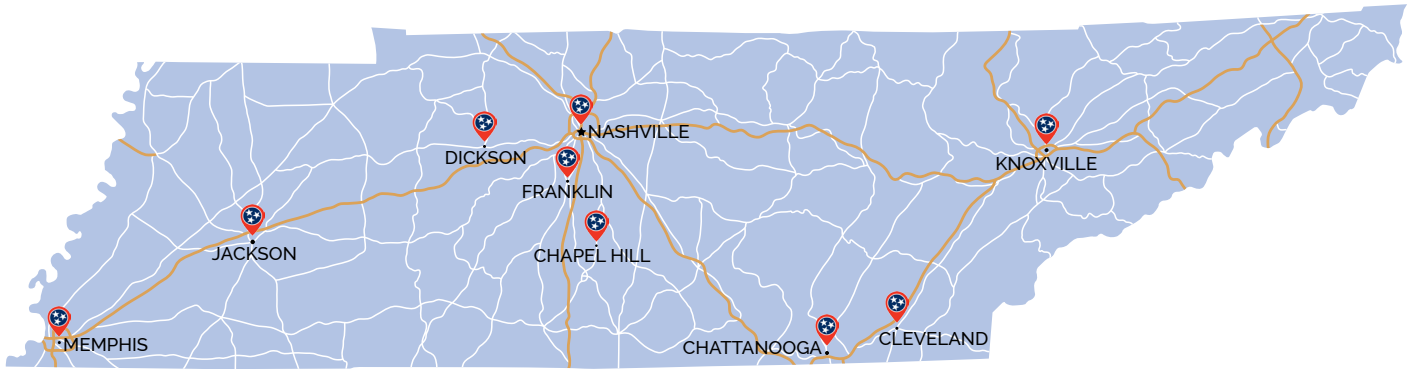 NASHVILLE
DICKSON
KNOXVILLE
FRANKLIN
JACKSON
CHAPEL HILL
CLEVELAND
MEMPHIS
CHATTANOOGA